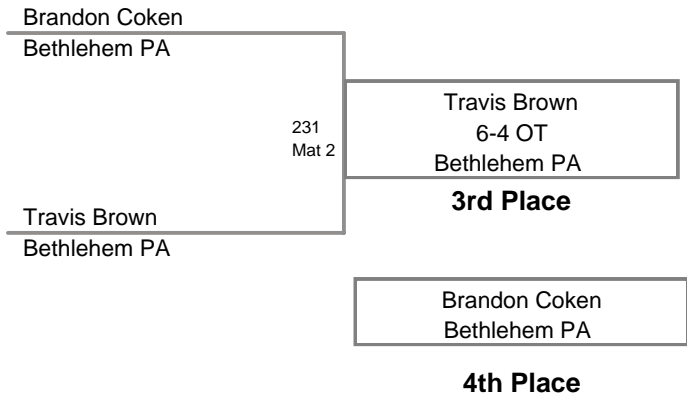 Brandon Coken
Bethlehem PA
231
Mat 2
Travis Brown
6-4 OT
Bethlehem PA
3rd Place
Travis Brown
Bethlehem PA
Brandon Coken
Bethlehem PA
4th Place